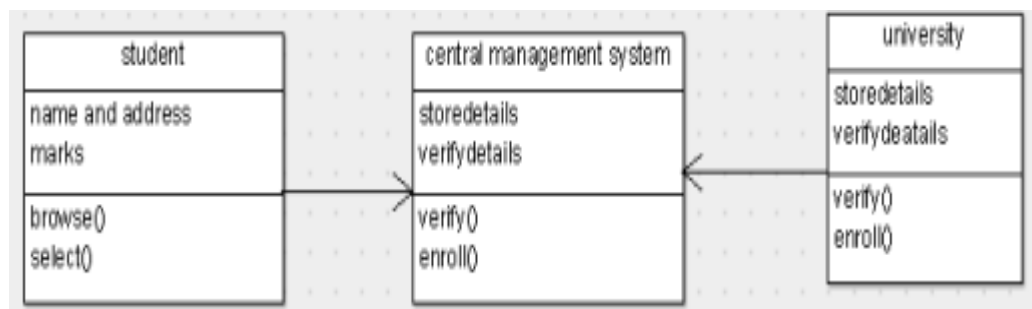 student
name and address
marks
browse()
select()
central management system
storedetails
verifydetails
verify()
enroll()
university
storedetails
verifydeatails
verify()
enroll()